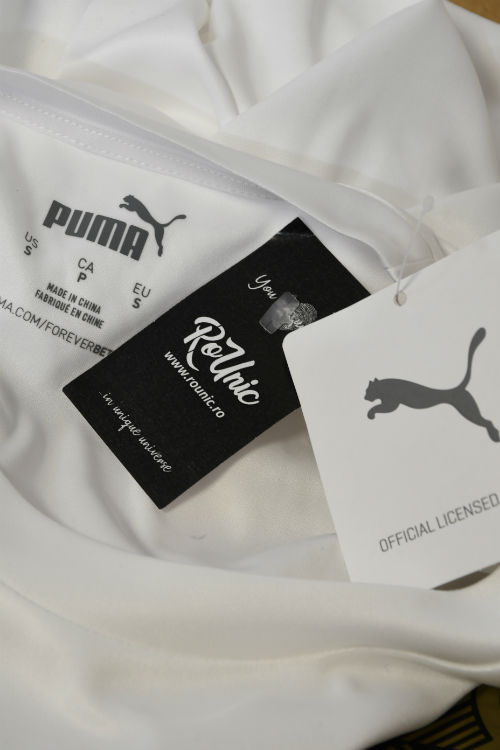 PUMA
US
S
CA
P
EU
S
MADE IN CHINA
FABRIQUÉ EN CHINE
MA.COM/FOREVERBET
You
RoUnic
www.rounic.ro
...in unique universe
OFFICIAL LICENSED